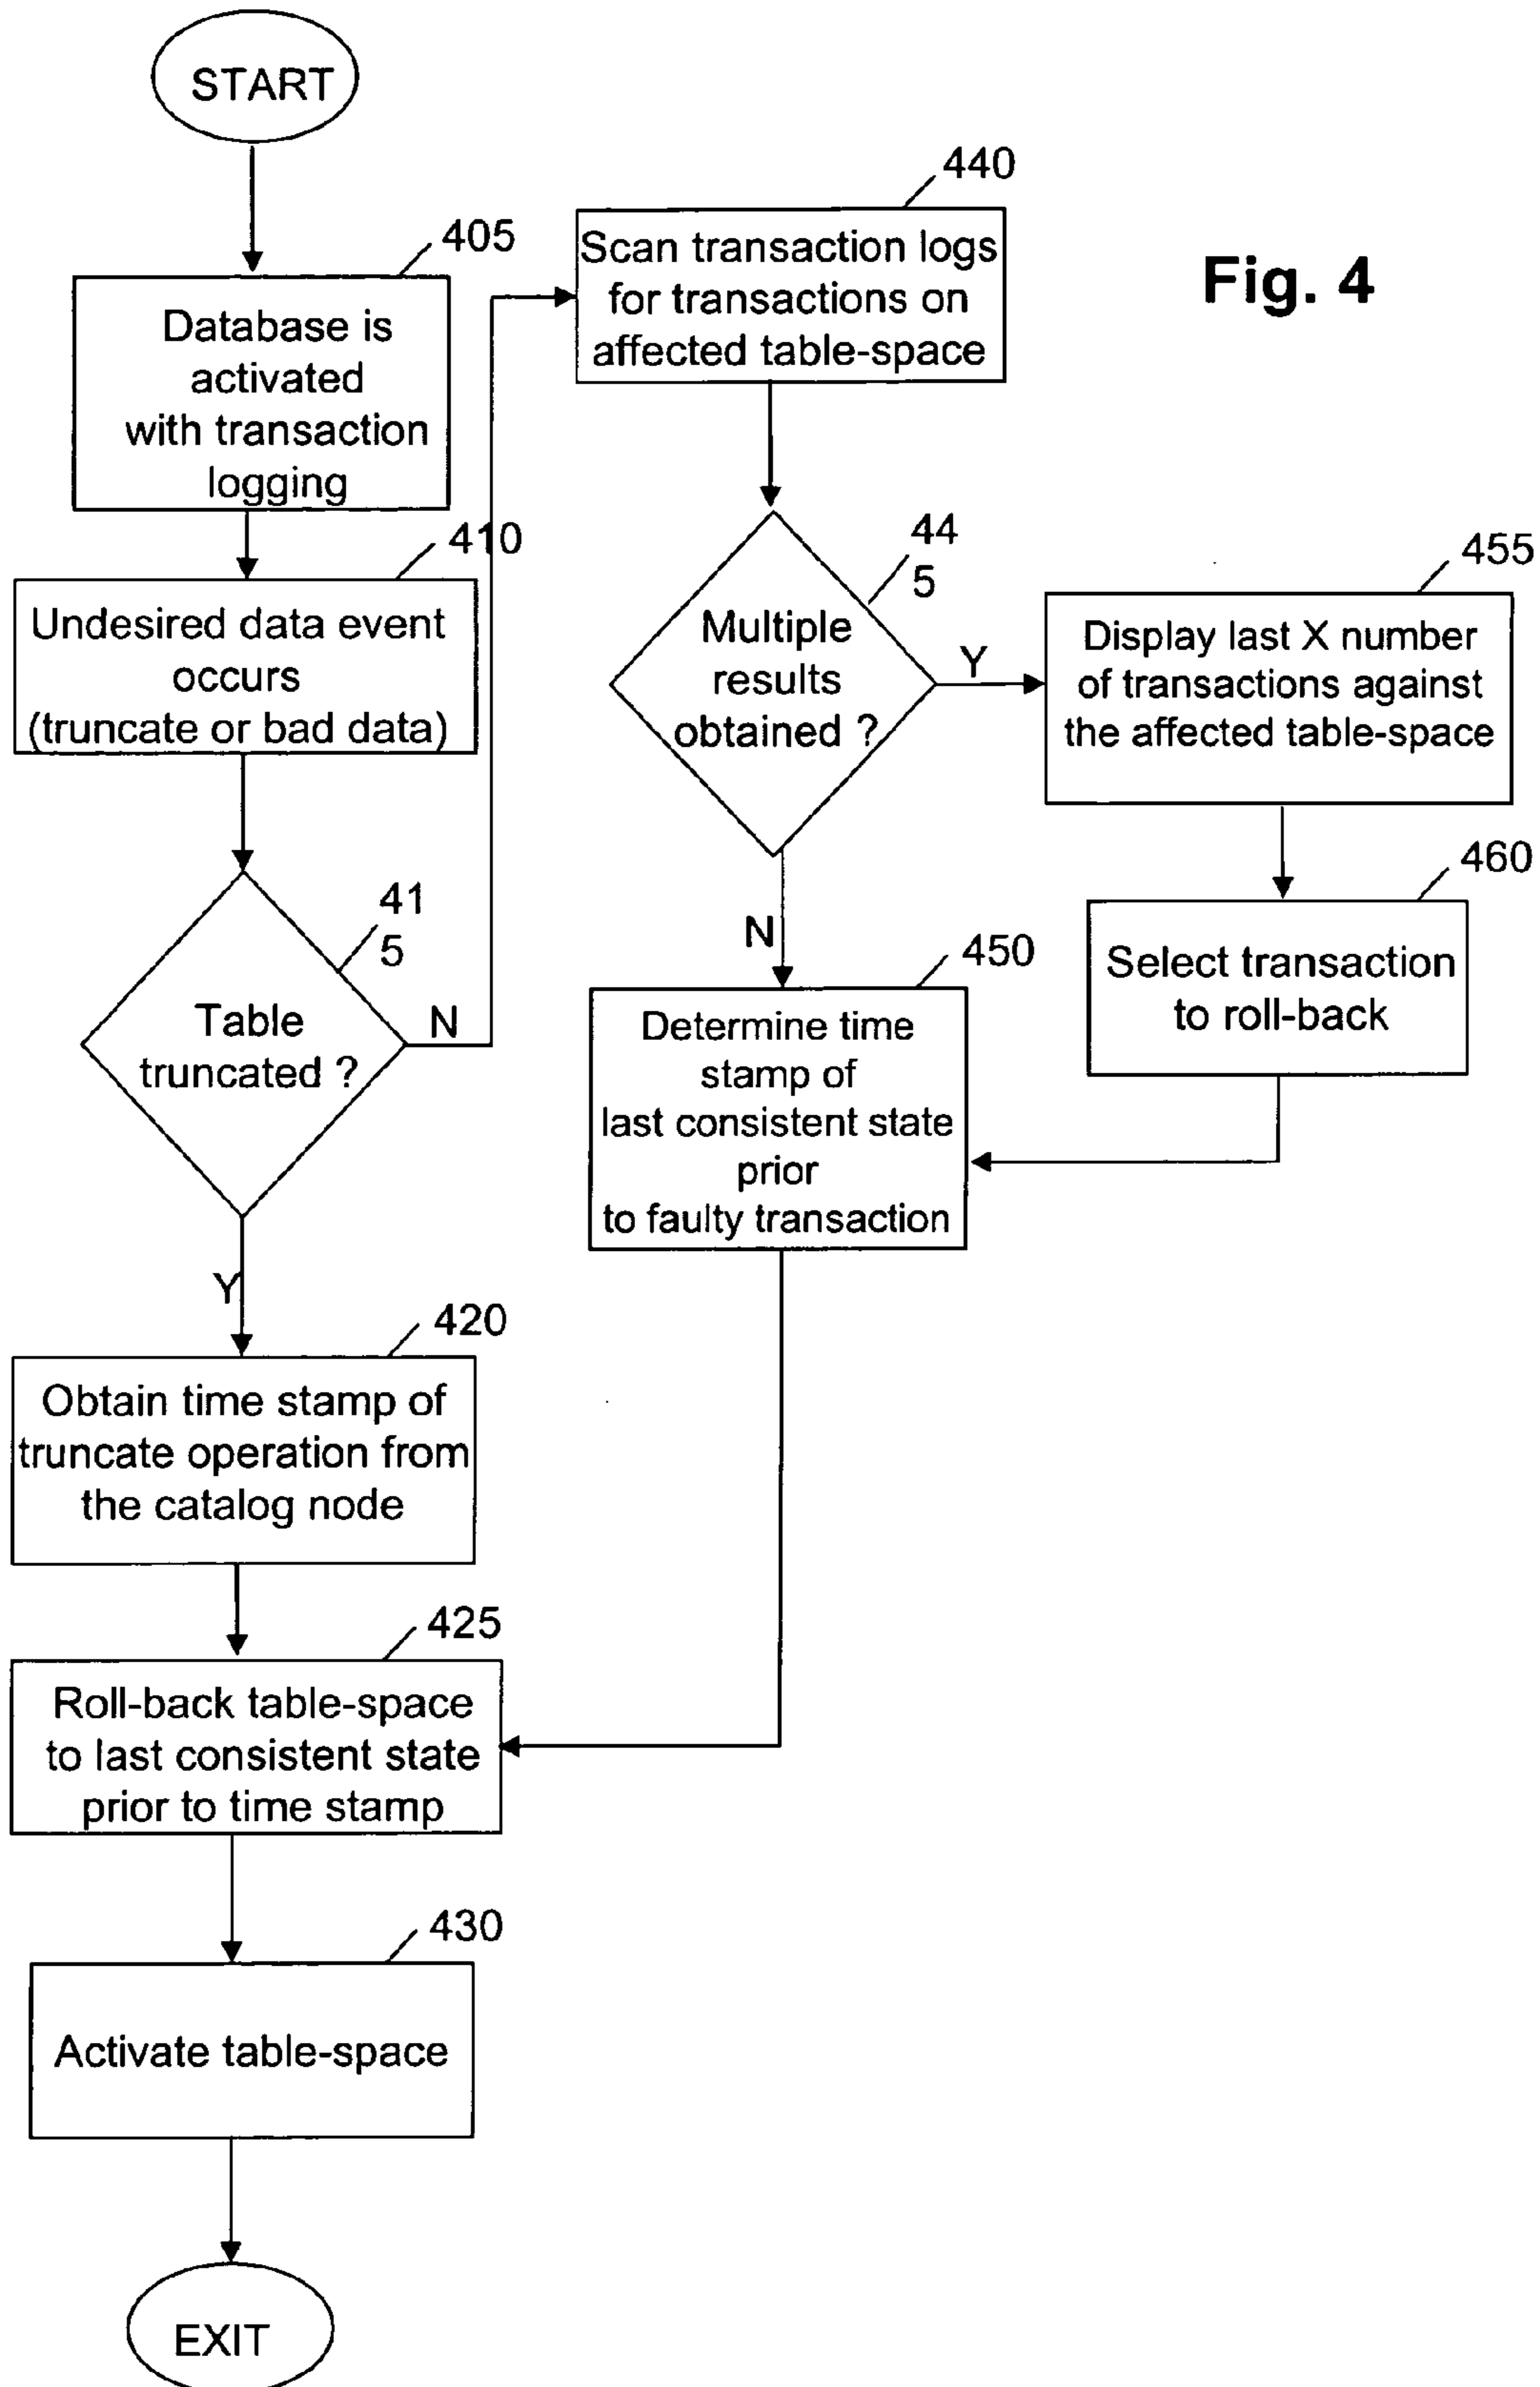 START
405
Database is
activated
with transaction
logging
410
Undesired data event
occurs
(truncate or bad data)
41
5
Table
truncated ?
N
Y
420
Obtain time stamp of
truncate operation from
the catalog node
425
Roll-back table-space
to last consistent state
prior to time stamp
430
Activate table-space
EXIT
440
Scan transaction logs
for transactions on
affected table-space
44
5
Multiple
results
obtained ?
Y
N
450
Determine time
stamp of
last consistent state
prior
to faulty transaction
Fig. 4
455
Display last X number
of transactions against
the affected table-space
460
Select transaction
to roll-back